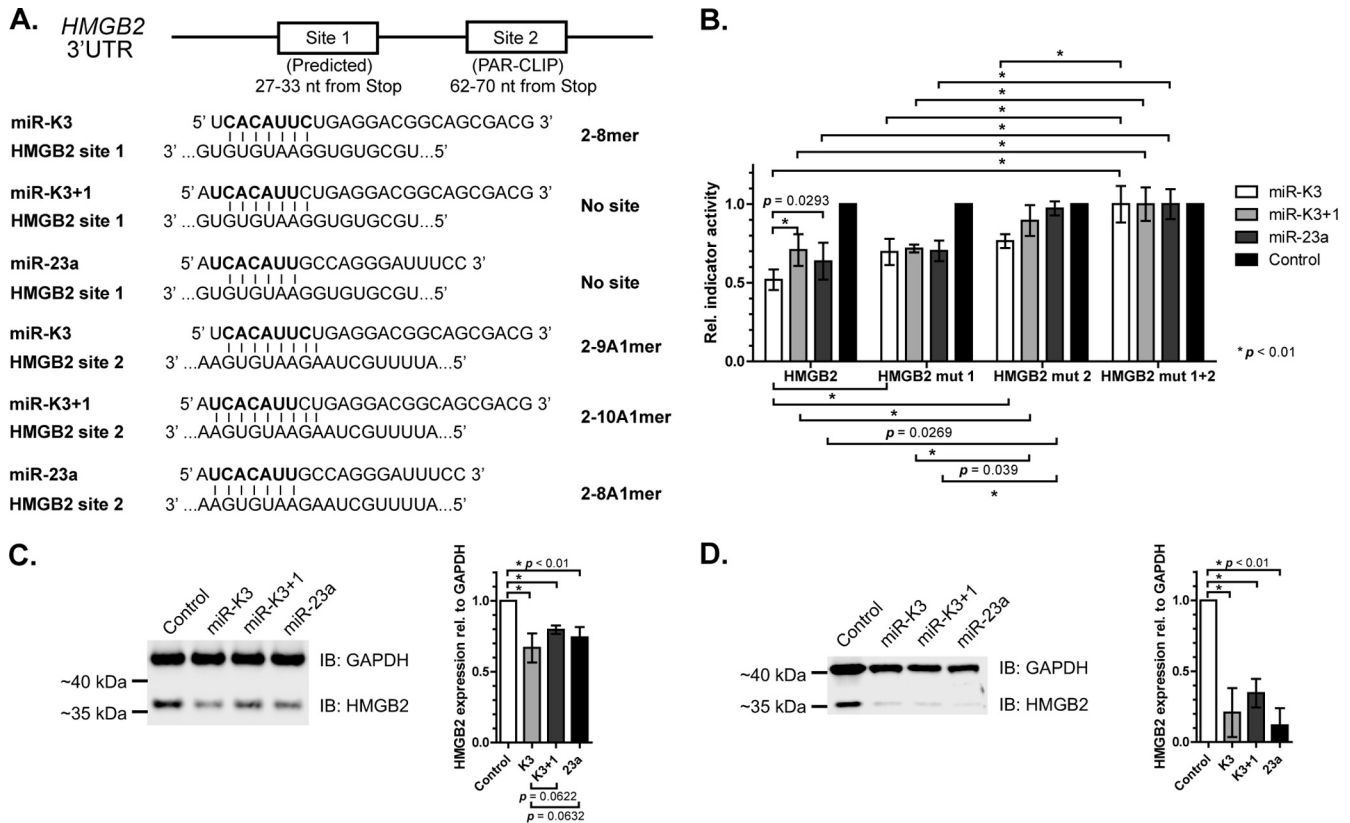 A.
HMGB2
3'UTR
Site 1
Site 2
(Predicted)
27-33 nt from Stop
(PAR-CLIP)
62-70 nt from Stop
miR-K3
5' UCACAUUCUGAGGACGGCAGCGACG 3'
HMGB2 site 1
3' ...GUGUGUAAGGUGUGCGU...5'
2-8mer
miR-K3+1
5' AUCACAUUCUGAGGACGGCAGCGACG 3'
HMGB2 site 1
3' ...GUGUGUAAGGUGUGCGU...5'
No site
miR-23a
5' AUCACAUUGCCAGGGAUUUCC 3'
HMGB2 site 1
3' ...GUGUGUAAGGUGUGCGU...5'
No site
miR-K3
5' UCACAUUCUGAGGACGGCAGCGACG 3'
HMGB2 site 2
3' ...AAGUGUAAGAAUCGUUUUA...5'
2-9A1mer
miR-K3+1
5' AUCACAUUCUGAGGACGGCAGCGACG 3'
HMGB2 site 2
3' ...AAGUGUAAGAAUCGUUUUA...5'
2-10A1mer
miR-23a
5' AUCACAUUGCCAGGGAUUUCC 3'
HMGB2 site 2
3' ...AAGUGUAAGAAUCGUUUUA...5'
2-8A1mer
B.
*
*
*
*
*
*
*
p = 0.0293
*
Rel. indicator activity
1.0
0.5
0.0
HMGB2
HMGB2 mut 1
HMGB2 mut 2
HMGB2 mut 1+2
miR-K3
miR-K3+1
miR-23a
Control
* p < 0.01
*
*
p = 0.0269
*
p = 0.039
*
C.
Control
miR-K3
miR-K3+1
miR-23a
IB: GAPDH
~40 kDa
~35 kDa
IB: HMGB2
HMGB2 expression rel. to GAPDH
* p < 0.01
*
*
1.0
0.5
0.0
Control
K3
K3+1
23a
p = 0.0622
p = 0.0632
D.
Control
miR-K3
miR-K3+1
miR-23a
IB: GAPDH
~40 kDa
~35 kDa
IB: HMGB2
HMGB2 expression rel. to GAPDH
* p < 0.01
*
*
1.0
0.5
0.0
Control
K3
K3+1
23a